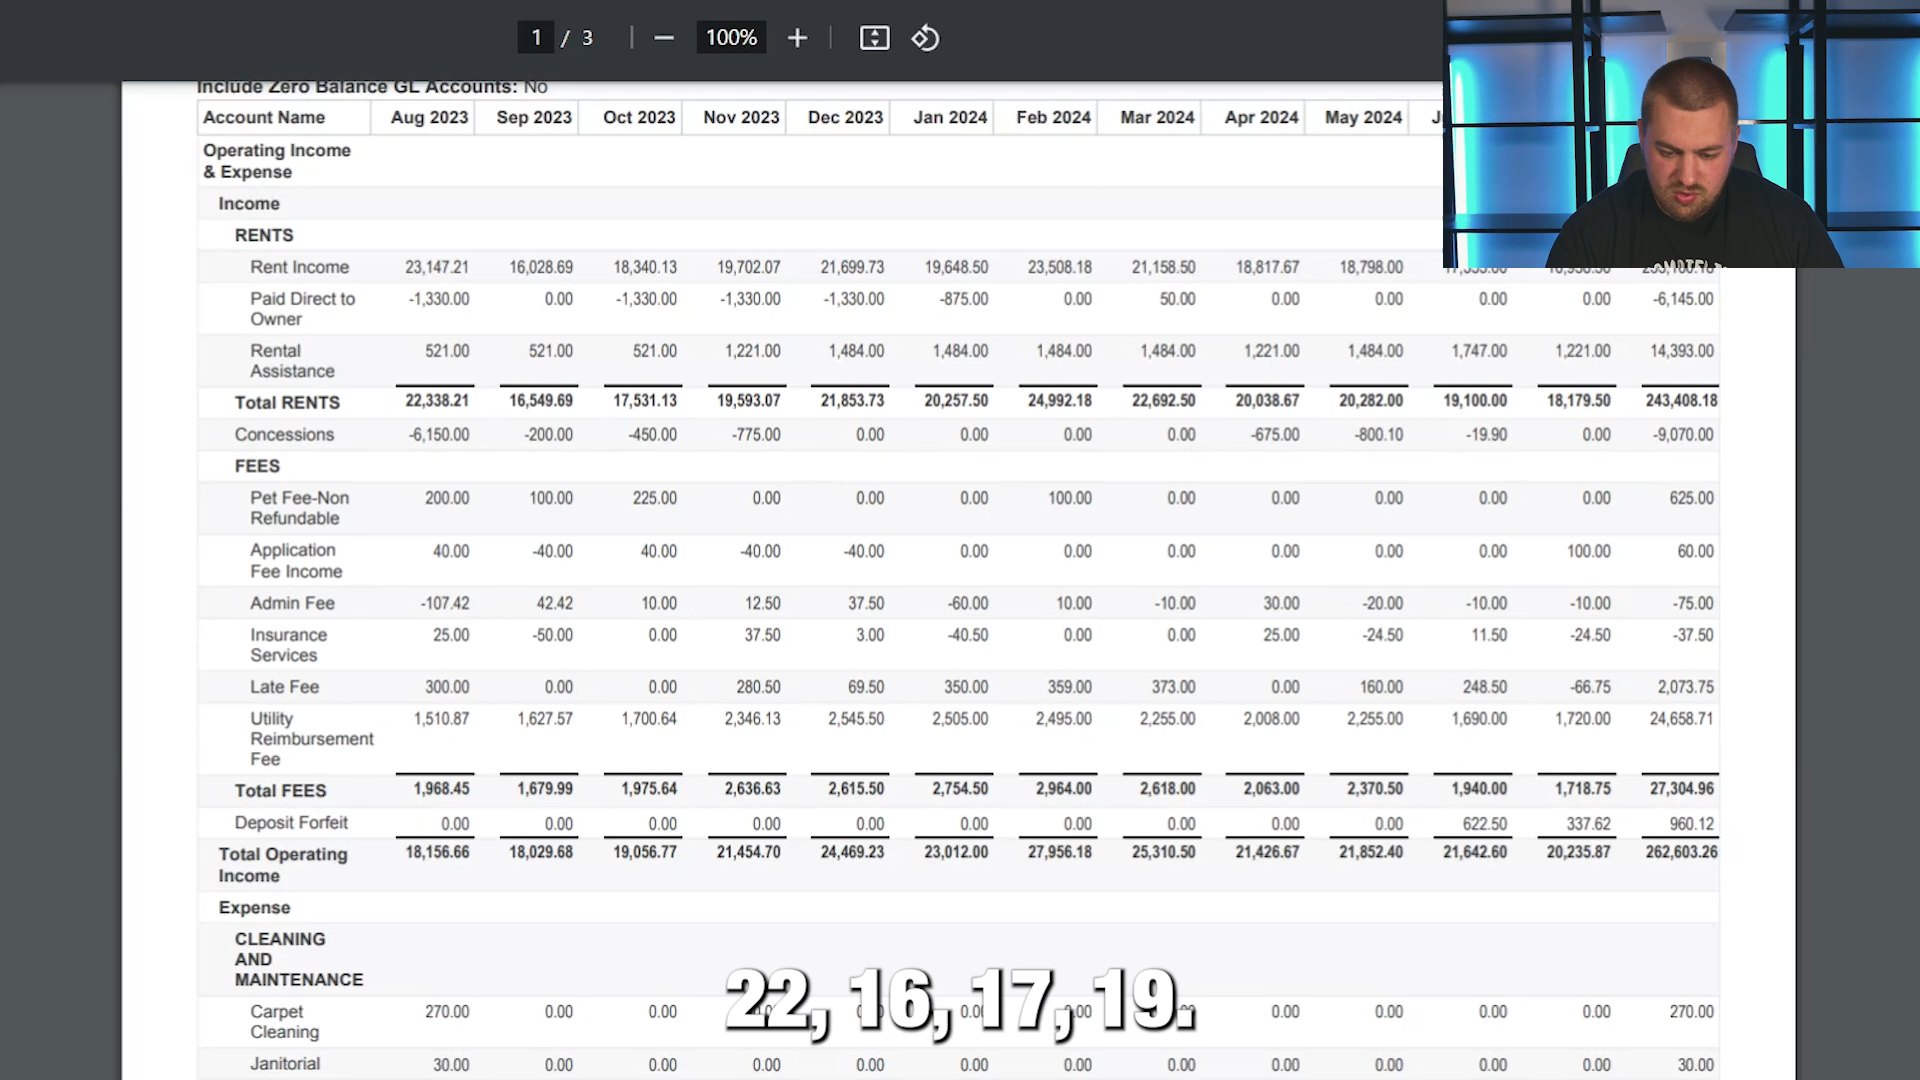 1 / 3 100%
Include Zero Balance GL Accounts: No
Account Name Aug 2023 Sep 2023 Oct 2023 Nov 2023 Dec 2023 Jan 2024 Feb 2024 Mar 2024 Apr 2024 May 2024
Operating Income
& Expense
Income
RENTS
Rent Income 23,147.21 16,028.69 18,340.13 19,702.07 21,699.73 19,648.50 23,508.18 21,158.50 18,817.67 18,798.00
Paid Direct to -1,330.00 0.00 -1,330.00 -1,330.00 -1,330.00 -875.00 0.00 50.00 0.00 0.00 0.00 0.00 -6,145.00
Owner
Rental 521.00 521.00 521.00 1,221.00 1,484.00 1,484.00 1,484.00 1,484.00 1,221.00 1,484.00 1,747.00 1,221.00 14,393.00
Assistance
Total RENTS 22,338.21 16,549.69 17,531.13 19,593.07 21,853.73 20,257.50 24,992.18 22,692.50 20,038.67 20,282.00 19,100.00 18,179.50 243,408.18
Concessions -6,150.00 -200.00 -450.00 -775.00 0.00 0.00 0.00 0.00 -675.00 -800.10 -19.90 0.00 -9,070.00
FEES
Pet Fee-Non 200.00 100.00 225.00 0.00 0.00 0.00 100.00 0.00 0.00 0.00 0.00 0.00 625.00
Refundable
Application 40.00 -40.00 40.00 -40.00 -40.00 0.00 0.00 0.00 0.00 0.00 0.00 100.00 60.00
Fee Income
Admin Fee -107.42 42.42 10.00 12.50 37.50 -60.00 10.00 -10.00 30.00 -20.00 -10.00 -10.00 -75.00
Insurance 25.00 -50.00 0.00 37.50 3.00 -40.50 0.00 0.00 25.00 -24.50 11.50 -24.50 -37.50
Services
Late Fee 300.00 0.00 0.00 280.50 69.50 350.00 359.00 373.00 0.00 160.00 248.50 -66.75 2,073.75
Utility 1,510.87 1,627.57 1,700.64 2,346.13 2,545.50 2,505.00 2,495.00 2,255.00 2,008.00 2,255.00 1,690.00 1,720.00 24,658.71
Reimbursement
Fee
Total FEES 1,968.45 1,679.99 1,975.64 2,636.63 2,615.50 2,754.50 2,964.00 2,618.00 2,063.00 2,370.50 1,940.00 1,718.75 27,304.96
Deposit Forfeit 0.00 0.00 0.00 0.00 0.00 0.00 0.00 0.00 0.00 0.00 622.50 337.62 960.12
Total Operating 18,156.66 18,029.68 19,056.77 21,454.70 24,469.23 23,012.00 27,956.18 25,310.50 21,426.67 21,852.40 21,642.60 20,235.87 262,603.26
Income
Expense
CLEANING
AND
MAINTENANCE
22, 16, 17, 19.
Carpet 270.00 0.00 0.00 0.00 0.00 0.00 270.00
Cleaning
Janitorial 30.00 0.00 0.00 0.00 0.00 0.00 0.00 0.00 0.00 0.00 0.00 0.00 30.00